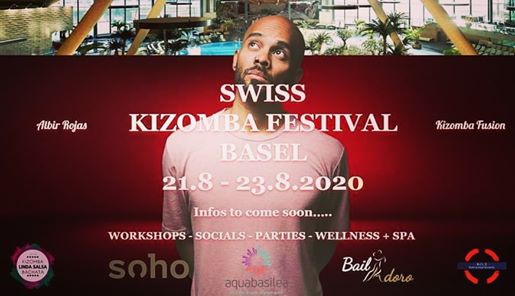 SWISS
Albir Rojas KIZOMBA FESTIVAL Kizomba Fusion
BASEL
21.8 - 23.8.2020
Infos to come soon.....
WORKSHOPS - SOCIALS - PARTIES - WELLNESS + SPA
KIZOMBA
LINDA SALSA
BACHATA
soho
aquabasilea
Bail
Adoro